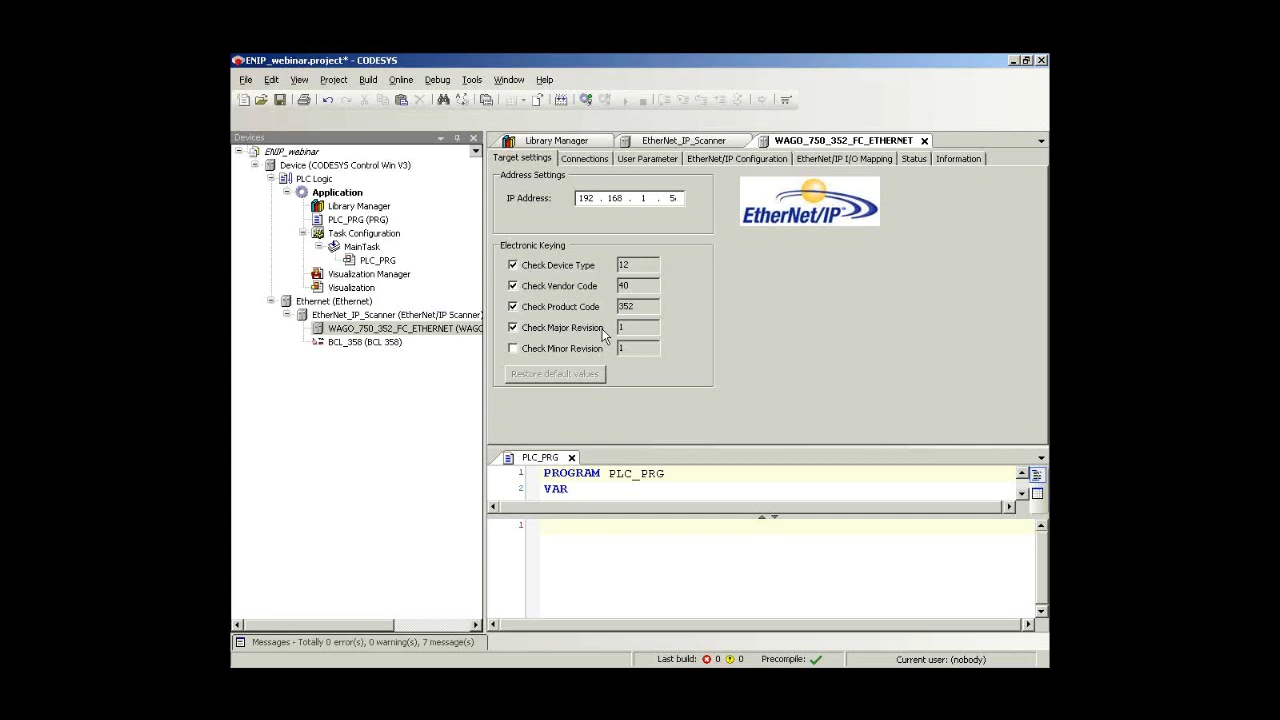 ENIP_webinar.project* - CODESYS
File Edit View Project Build Online Debug Tools Window Help
Devices
ENIP_webinar
Device (CODESYS Control Win V3)
PLC Logic
Application
Library Manager
PLC_PRG (PRG)
Task Configuration
MainTask
PLC_PRG
Visualization Manager
Visualization
Ethernet (Ethernet)
EtherNet_IP_Scanner (EtherNet/IP Scanner)
WAGO_750_352_FC_ETHERNET (WAGO
BCL_358 (BCL 358)
Library Manager EtherNet_IP_Scanner WAGO_750_352_FC_ETHERNET
Target settings Connections User Parameter EtherNet/IP Configuration EtherNet/IP I/O Mapping Status Information
Address Settings
IP Address: 192 . 168 . 1 . 5
EtherNet/IP
Electronic Keying
Check Device Type 12
Check Vendor Code 40
Check Product Code 352
Check Major Revision 1
Check Minor Revision 1
Restore default values
PLC_PRG
1 PROGRAM PLC_PRG
2 VAR
1
Messages - Totally 0 error(s), 0 warning(s), 7 message(s)
Last build: 0 0 Precompile: Current user: (nobody)